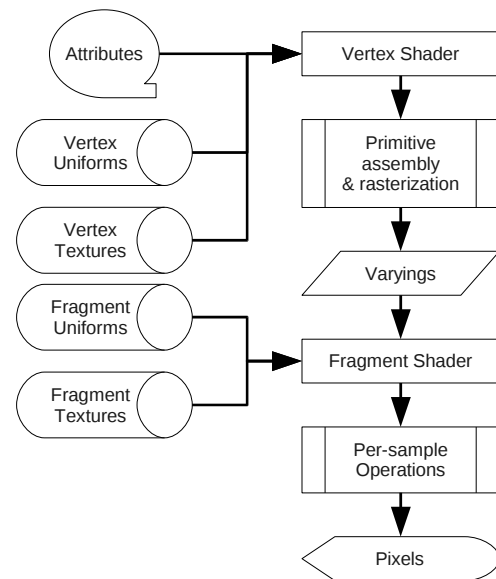 Attributes
Vertex Shader
Vertex
Uniforms
Primitive
assembly
& rasterization
Vertex
Textures
Varyings
Fragment
Uniforms
Fragment Shader
Fragment
Textures
Per-sample
Operations
Pixels